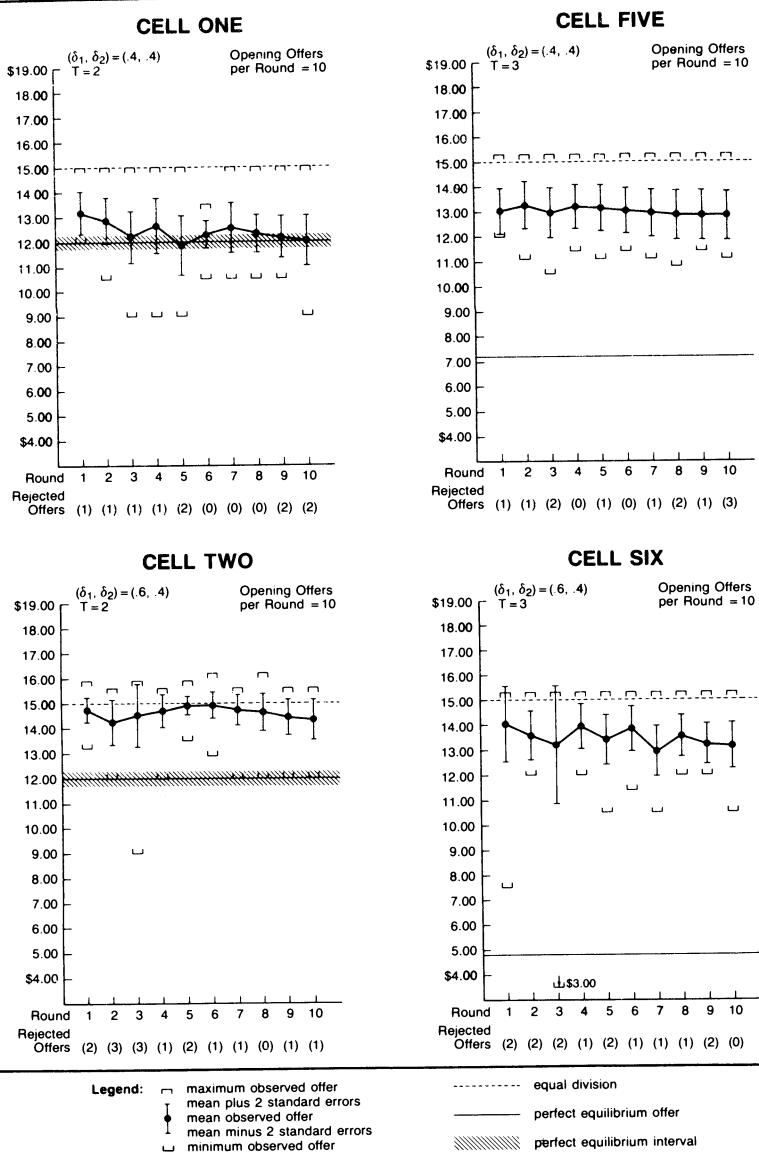 CELL ONE
(δ1, δ2) = (.4, .4)
T = 2
Opening Offers
per Round = 10
$19.00
18.00
17.00
16.00
15.00
14.00
13.00
12.00
11.00
10.00
9.00
8.00
7.00
6.00
5.00
$4.00
Round 1 2 3 4 5 6 7 8 9 10
Rejected
Offers (1) (1) (1) (1) (2) (0) (0) (0) (2) (2)
CELL FIVE
(δ1, δ2) = (.4, .4)
T = 3
Opening Offers
per Round = 10
$19.00
18.00
17.00
16.00
15.00
14.00
13.00
12.00
11.00
10.00
9.00
8.00
7.00
6.00
5.00
$4.00
Round 1 2 3 4 5 6 7 8 9 10
Rejected
Offers (1) (1) (2) (0) (1) (0) (1) (2) (1) (3)
CELL TWO
(δ1, δ2) = (.6, .4)
T = 2
Opening Offers
per Round = 10
$19.00
18.00
17.00
16.00
15.00
14.00
13.00
12.00
11.00
10.00
9.00
8.00
7.00
6.00
5.00
$4.00
Round 1 2 3 4 5 6 7 8 9 10
Rejected
Offers (2) (3) (3) (1) (2) (1) (1) (0) (1) (1)
CELL SIX
(δ1, δ2) = (.6, .4)
T = 3
Opening Offers
per Round = 10
$19.00
18.00
17.00
16.00
15.00
14.00
13.00
12.00
11.00
10.00
9.00
8.00
7.00
6.00
5.00
$4.00
$3.00
Round 1 2 3 4 5 6 7 8 9 10
Rejected
Offers (2) (2) (2) (1) (2) (1) (1) (1) (2) (0)
Legend:
maximum observed offer
mean plus 2 standard errors
mean observed offer
mean minus 2 standard errors
minimum observed offer
equal division
perfect equilibrium offer
perfect equilibrium interval